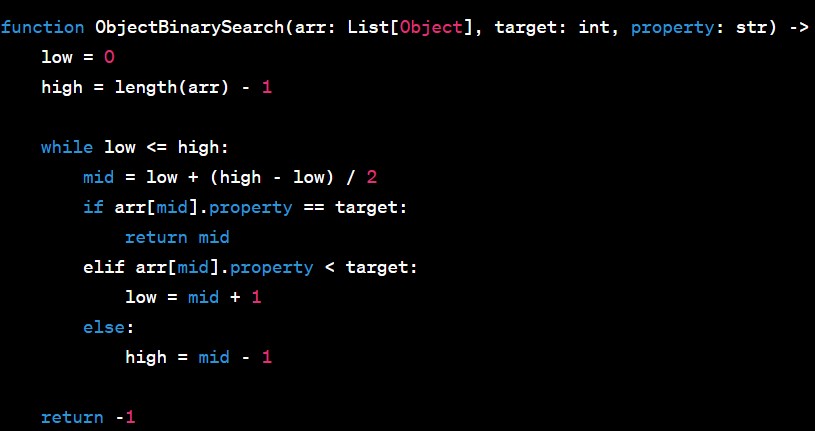 function ObjectBinarySearch(arr: List[Object], target: int, property: str) ->
    low = 0
    high = length(arr) - 1

    while low <= high:
        mid = low + (high - low) / 2
        if arr[mid].property == target:
            return mid
        elif arr[mid].property < target:
            low = mid + 1
        else:
            high = mid - 1

    return -1